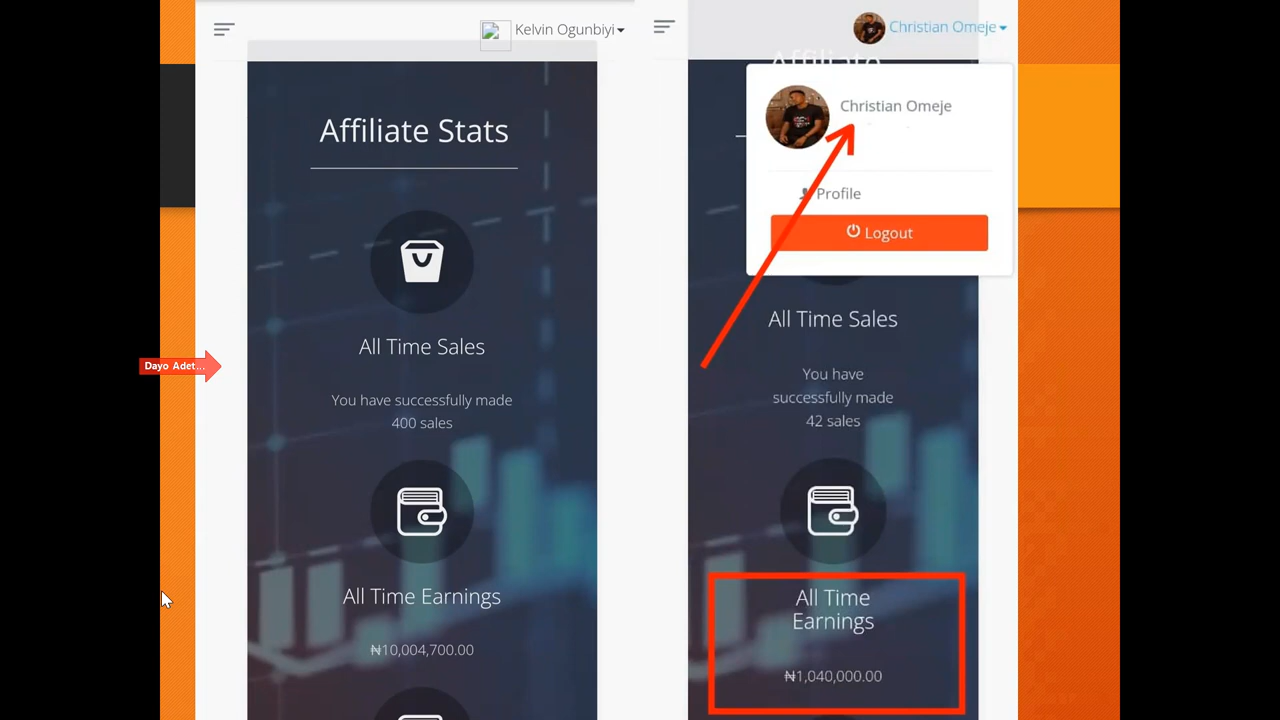 Kelvin Ogunbiyi
Affiliate Stats
All Time Sales
You have successfully made
400 sales
All Time Earnings
₦10,004,700.00
Dayo Adet...
Christian Omeje
Affiliate
Christian Omeje
Profile
Logout
All Time Sales
You have
successfully made
42 sales
All Time
Earnings
₦1,040,000.00